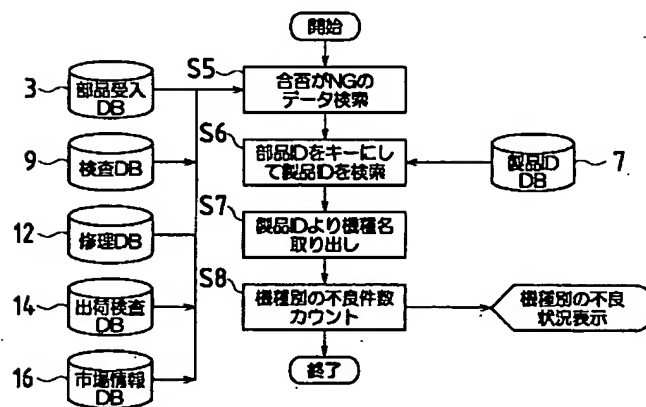 開始
S5
合否がNGの
データ検索
3
部品受入
DB
S6
部品IDをキーにし
て製品IDを検索
製品ID
DB
7
9
検査DB
S7
製品IDより機種名
取り出し
12
修理DB
S8
機種別の不良件数
カウント
機種別の不良
状況表示
14
出荷検査
DB
終了
16
市場情報
DB